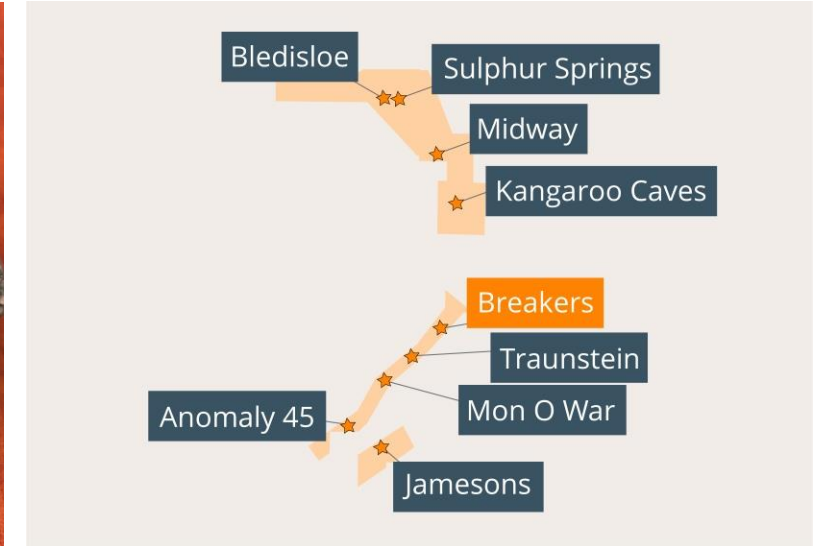 Bledisloe
Sulphur Springs
Midway
Kangaroo Caves
Breakers
Traunstein
Mon O War
Anomaly 45
Jamesons